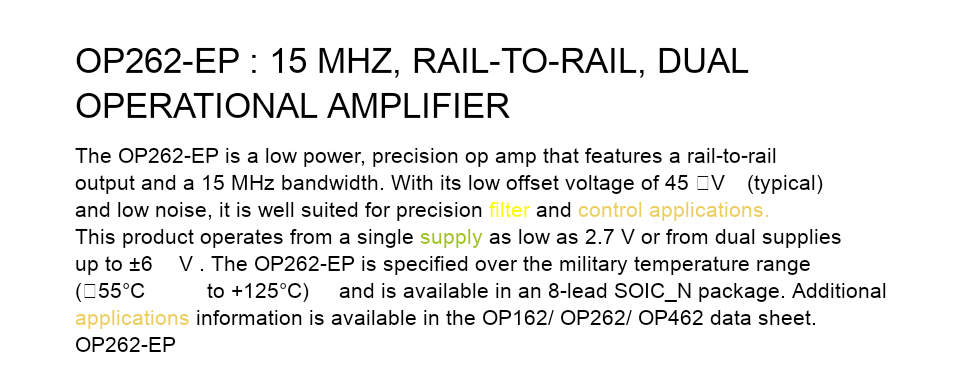 OP262-EP : 15 MHZ, RAIL-TO-RAIL, DUAL
OPERATIONAL AMPLIFIER
The OP262-EP is a low power, precision op amp that features a rail-to-rail
output and a 15 MHz bandwidth. With its low offset voltage of 45 □V (typical)
and low noise, it is well suited for precision filter and control applications.
This product operates from a single supply as low as 2.7 V or from dual supplies
up to ±6 V . The OP262-EP is specified over the military temperature range
(□55°C to +125°C) and is available in an 8-lead SOIC_N package. Additional
applications information is available in the OP162/ OP262/ OP462 data sheet.
OP262-EP